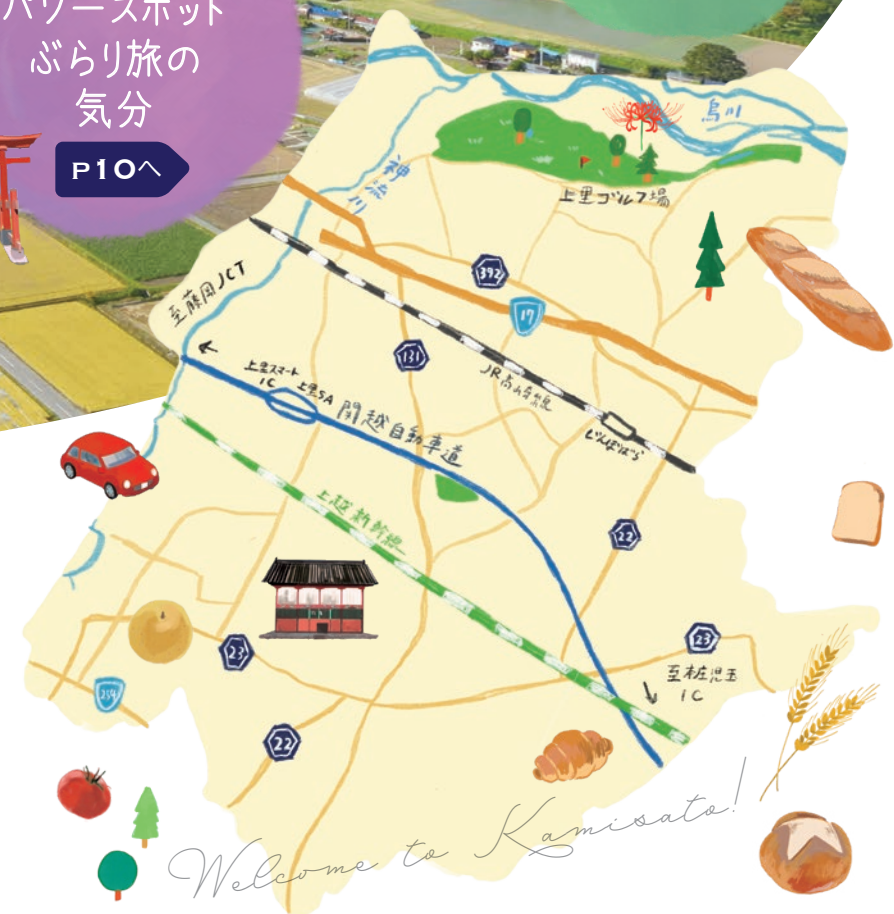 パワースポット
ぶらり旅の
気分
P10へ
烏川
神流川
上里ゴルフ場
至藤岡JCT
392
17
131
上里スマート
IC
上里SA
JR高崎線
関越自動車道
じんぼはら
上越新幹線
22
23
23
至本庄児玉
IC
254
22
Welcome to Kamisato!